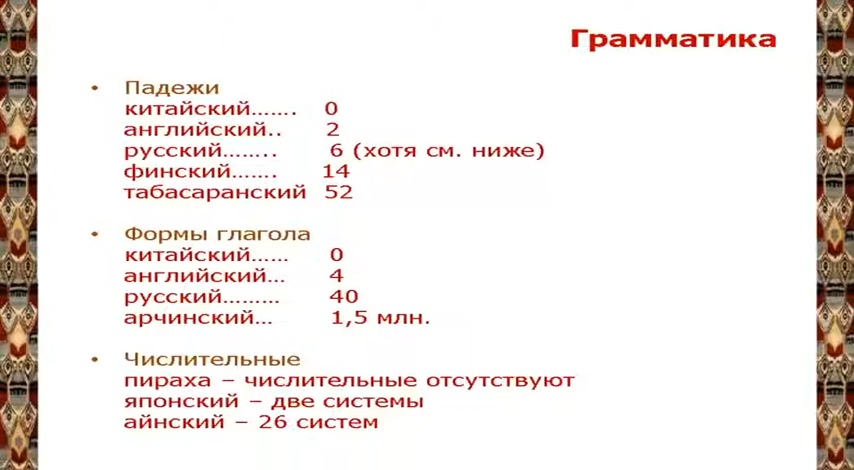 Грамматика
• Падежи
китайский……. 0
английский.. 2
русский…….. 6 (хотя см. ниже)
финский……. 14
табасаранский 52
• Формы глагола
китайский…… 0
английский… 4
русский……… 40
арчинский… 1,5 млн.
• Числительные
пираха – числительные отсутствуют
японский – две системы
айнский – 26 систем